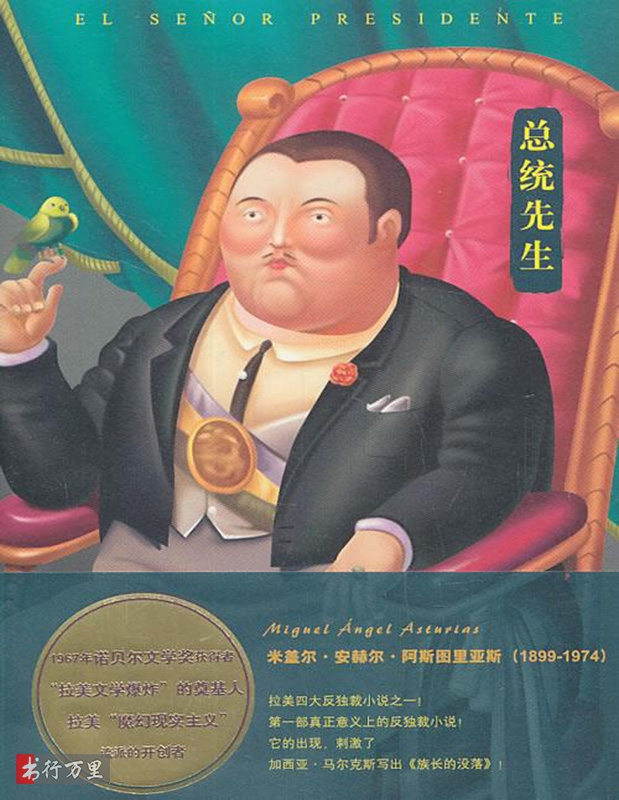 EL SEÑOR PRESIDENTE
总统先生
Miguel Ángel Asturias
米盖尔·安赫尔·阿斯图里亚斯（1899-1974）
1967年诺贝尔文学奖获得者
“拉美文学爆炸”的奠基人
拉美“魔幻现实主义”
流派的开创者
拉美四大反独裁小说之一！
第一部真正意义上的反独裁小说！
它的出现，刺激了
加西亚·马尔克斯写出《族长的没落》！
书行万里